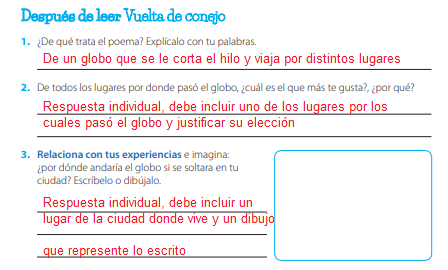 Después de leer Vuelta de conejo
1. ¿De qué trata el poema? Explícalo con tu palabras.
De un globo que se le corta el hilo y viaja por distintos lugares
2. De todos los lugares por donde pasó el globo, ¿cuál es el que más te gusta?, ¿por qué?
Respuesta individual, debe incluir uno de los lugares por los
cuales pasó el globo y justificar su elección
3. Relaciona con tus experiencias e imagina:
¿por dónde andaría el globo si se soltara en tu
ciudad? Escríbelo o dibújalo.
Respuesta individual, debe incluir un
lugar de la ciudad donde vive y un dibujo
que represente lo escrito